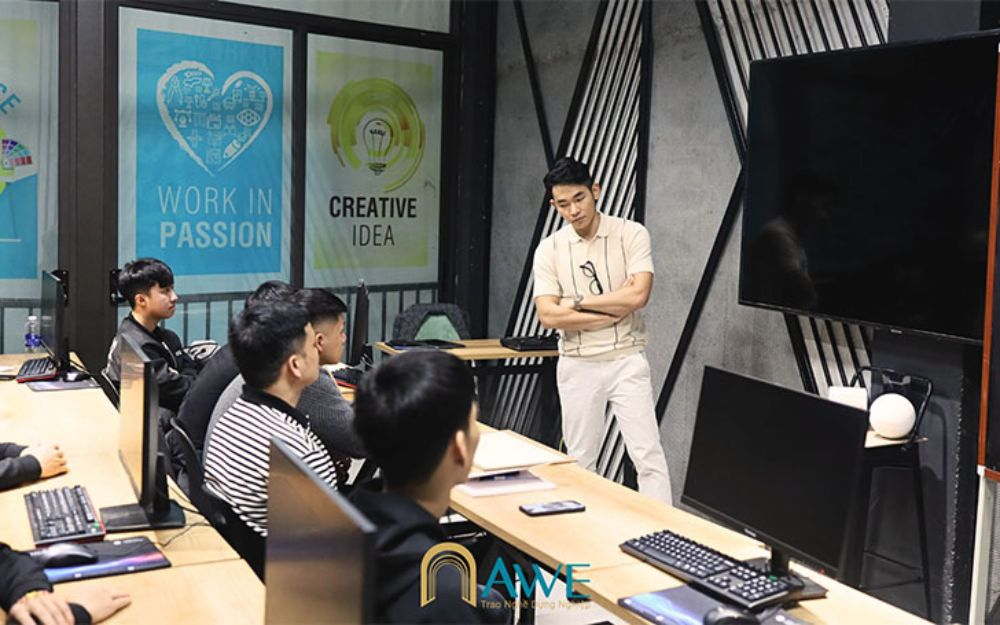 WORK IN
PASSION
CREATIVE
IDEA
AWE
Trao Nghề Dựng Nghiệp